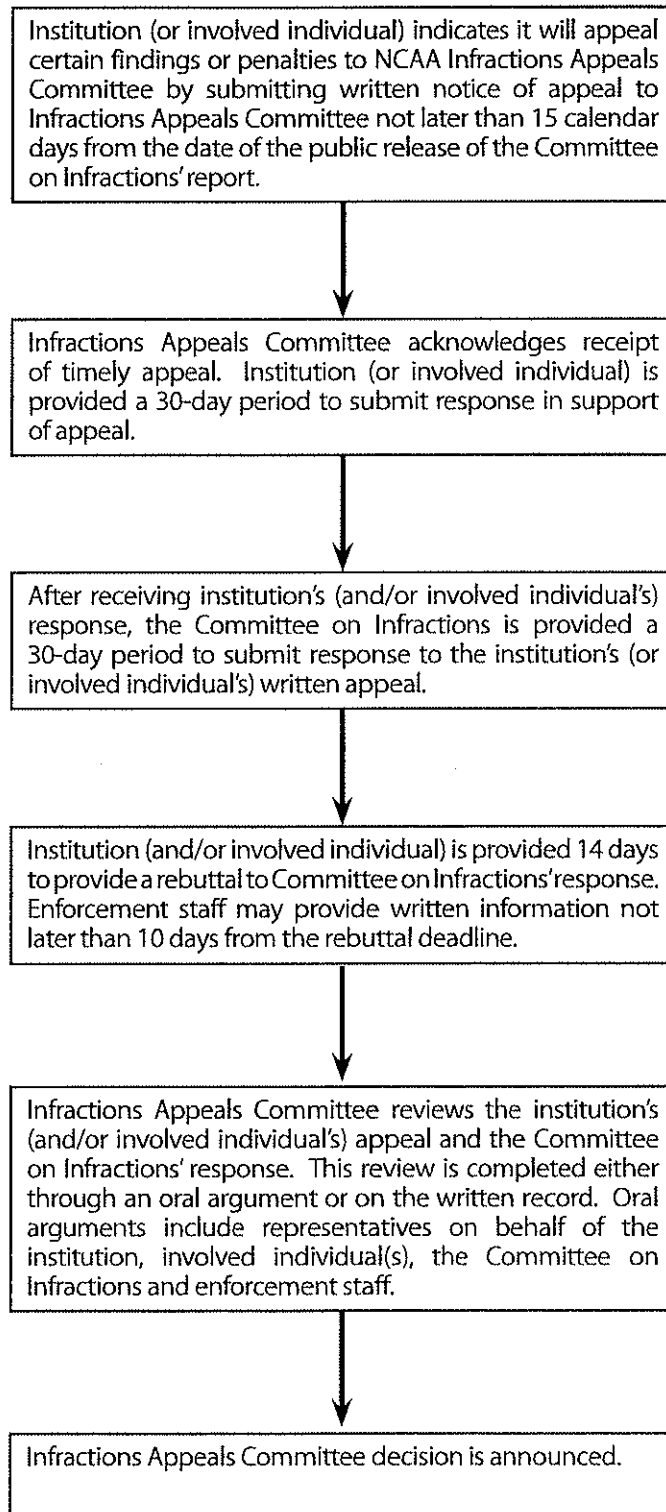 Institution (or involved individual) indicates it will appeal
certain findings or penalties to NCAA Infractions Appeals
Committee by submitting written notice of appeal to
Infractions Appeals Committee not later than 15 calendar
days from the date of the public release of the Committee
on Infractions' report.
Infractions Appeals Committee acknowledges receipt
of timely appeal. Institution (or involved individual) is
provided a 30-day period to submit response in support
of appeal.
After receiving institution's (and/or involved individual's)
response, the Committee on Infractions is provided a
30-day period to submit response to the institution's (or
involved individual's) written appeal.
Institution (and/or involved individual) is provided 14 days
to provide a rebuttal to Committee on Infractions' response.
Enforcement staff may provide written information not
later than 10 days from the rebuttal deadline.
Infractions Appeals Committee reviews the institution's
(and/or involved individual's) appeal and the Committee
on Infractions' response. This review is completed either
through an oral argument or on the written record. Oral
arguments include representatives on behalf of the
institution, involved individual(s), the Committee on
Infractions and enforcement staff.
Infractions Appeals Committee decision is announced.